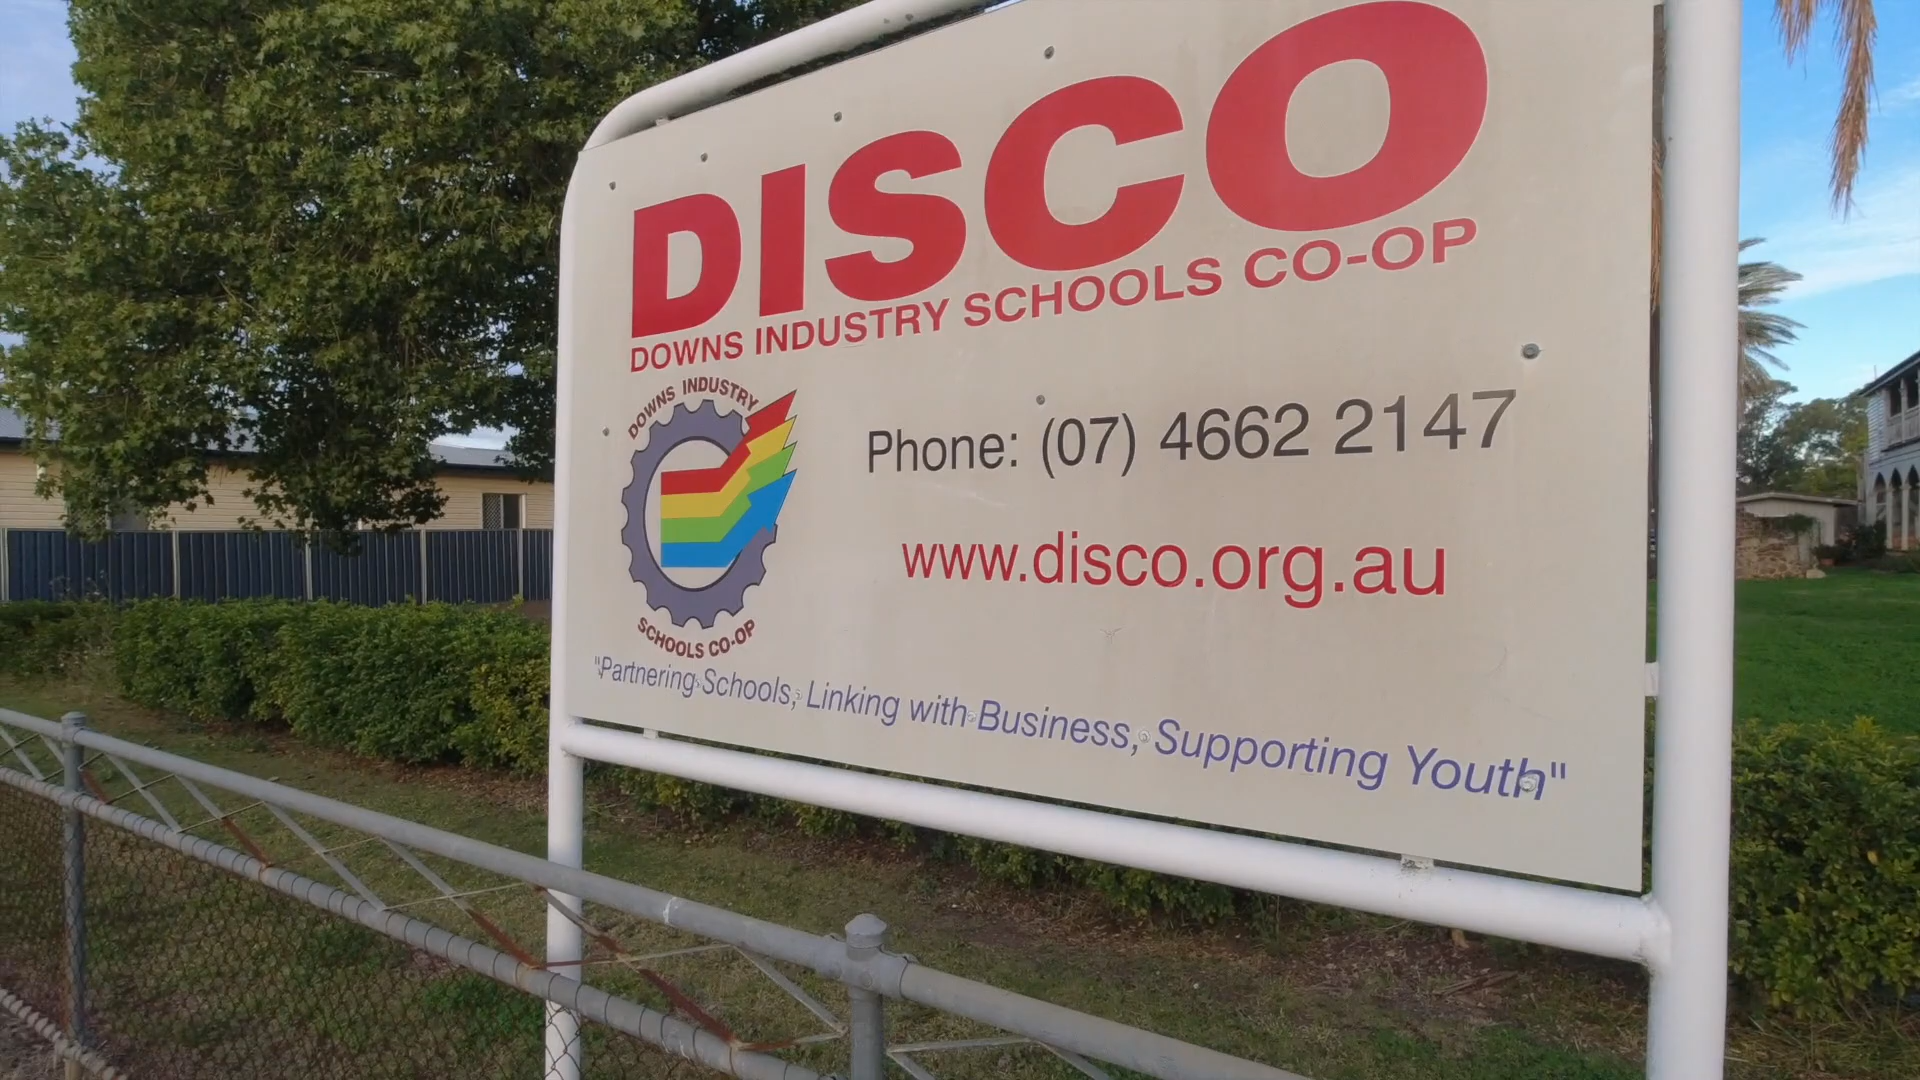 DISCO
DOWNS INDUSTRY SCHOOLS CO-OP
DOWNS INDUSTRY
SCHOOLS CO-OP
Phone: (07) 4662 2147
www.disco.org.au
"Partnering Schools, Linking with Business, Supporting Youth"